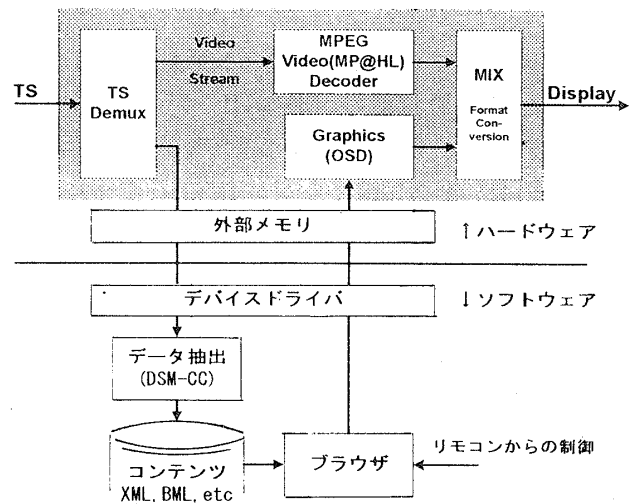 Video
Stream
MPEG
Video(MP@HL)
Decoder
MIX
Format
Con-
version
TS
TS
Demux
Display
Graphics
(OSD)
外部メモリ
↑ハードウェア
デバイスドライバ
↓ソフトウェア
データ抽出
(DSM-CC)
コンテンツ
XML, BML, etc
ブラウザ
リモコンからの制御